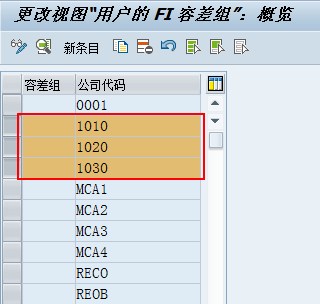 更改视图"用户的 FI 容差组"：概览
新条目
容差组 公司代码
0001
1010
1020
1030
MCA1
MCA2
MCA3
MCA4
RECO
REOB